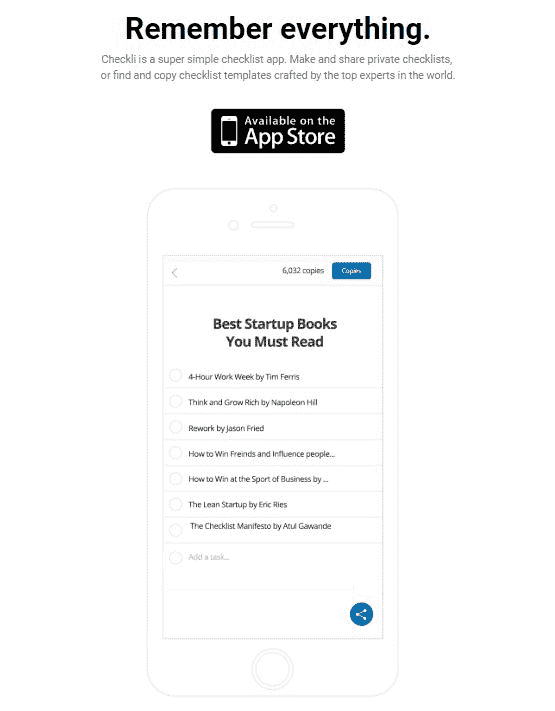 Remember everything.
Checkli is a super simple checklist app. Make and share private checklists,
or find and copy checklist templates crafted by the top experts in the world.
Available on the
App Store
6,032 copies
Copies
Best Startup Books
You Must Read
4-Hour Work Week by Tim Ferris
Think and Grow Rich by Napoleon Hill
Rework by Jason Fried
How to Win Freinds and Influence people...
How to Win at the Sport of Business by ...
The Lean Startup by Eric Ries
The Checklist Manifesto by Atul Gawande
Add a task...